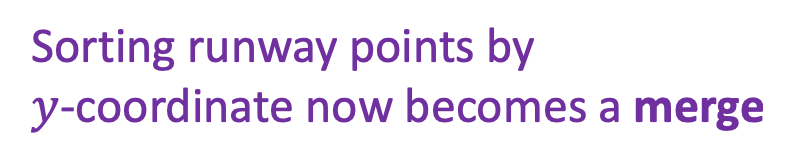 Sorting runway points by
y-coordinate now becomes a merge